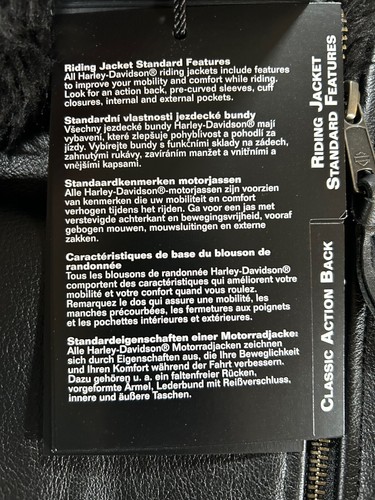 Riding Jacket Standard Features
All Harley-Davidson® riding jackets include features
to improve your mobility and comfort while riding.
Look for an action back, pre-curved sleeves, cuff
closures, internal and external pockets.
Standardní vlastnosti jezdecké bundy
Všechny jezdecké bundy Harley-Davidson® mají
vybavení, které zlepšuje pohyblivost a pohodlí za
jízdy. Vybírejte bundy s funkčními sklady na zádech,
zahnutými rukávy, zavíráním manžet a vnitřními a
vnějšími kapsami.
Standaardkenmerken motorjassen
Alle Harley-Davidson®-motorjassen zijn voorzien
van kenmerken die uw mobiliteit en comfort
verhogen tijdens het rijden. Ga voor een jas met
verstevigde achterkant en bewegingsvrijheid, vooraf
gebogen mouwen, mouwsluitingen en externe
zakken.
Caractéristiques de base du blouson de
randonnée
Tous les blousons de randonnée Harley-Davidson®
comportent des caractéristiques qui améliorent votre
mobilité et votre confort quand vous roulez.
Remarquez le dos qui assure une mobilité, les
manches précourbées, les fermetures aux poignets
et les pochettes intérieures et extérieures.
Standardeigenschaften einer Motorradjacke:
Alle Harley-Davidson® Motorradjacken zeichnen
sich durch Eigenschaften aus, die Ihre Beweglichkeit
und Ihren Komfort während der Fahrt verbessern.
Dazu gehören u. a. ein faltenfreier Rücken,
vorgeformte Ärmel, Lederbund mit Reißverschluss,
innere und äußere Taschen.
RIDING JACKET
STANDARD FEATURES
CLASSIC ACTION BACK